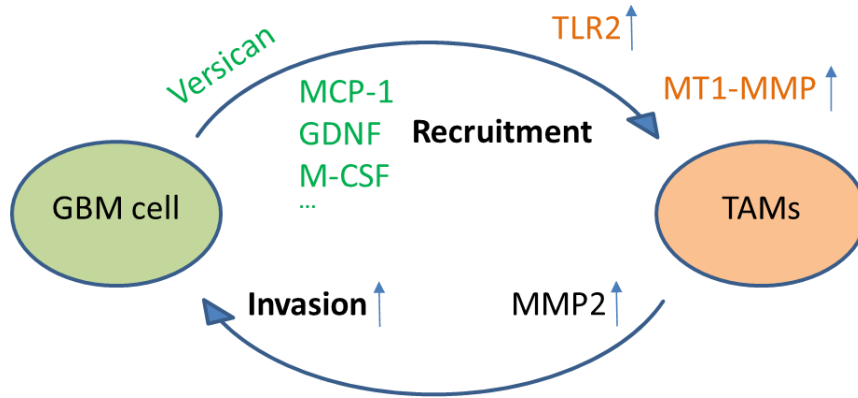 Versican
TLR2
MCP-1
GDNF
M-CSF
...
Recruitment
MT1-MMP
GBM cell
TAMs
Invasion
MMP2